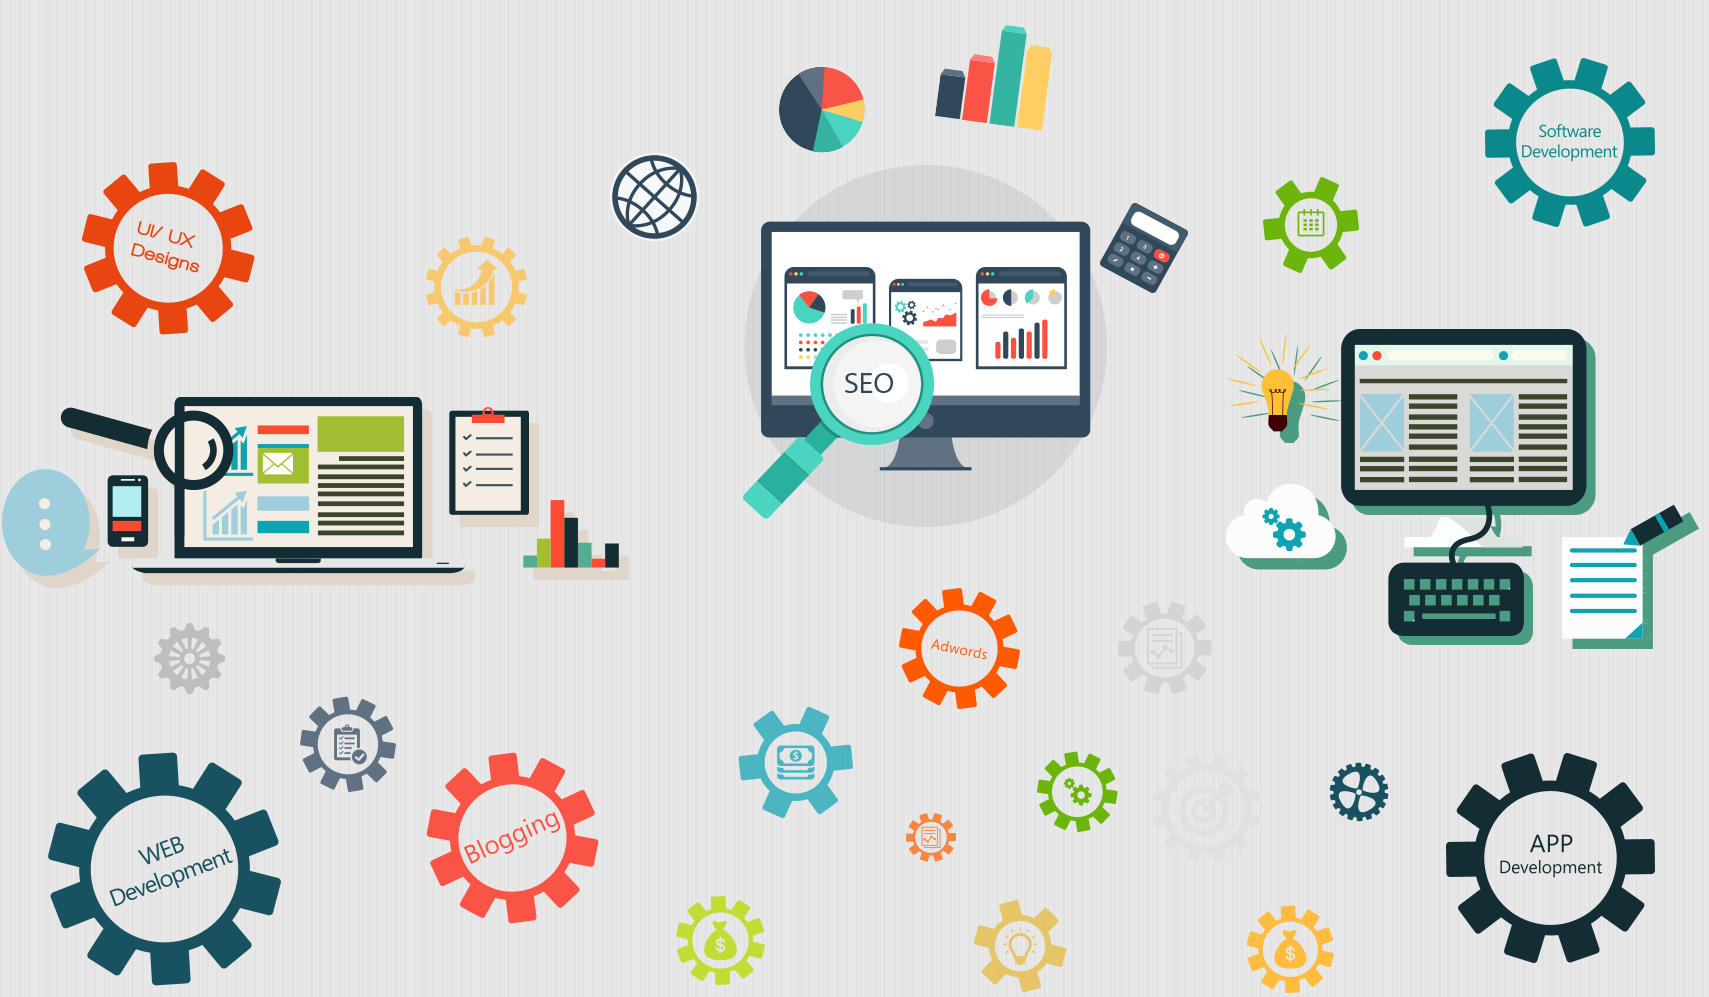 Software
Development
UI/ UX
Designs
SEO
Adwords
WEB
Development
Blogging
APP
Development
$
$
$